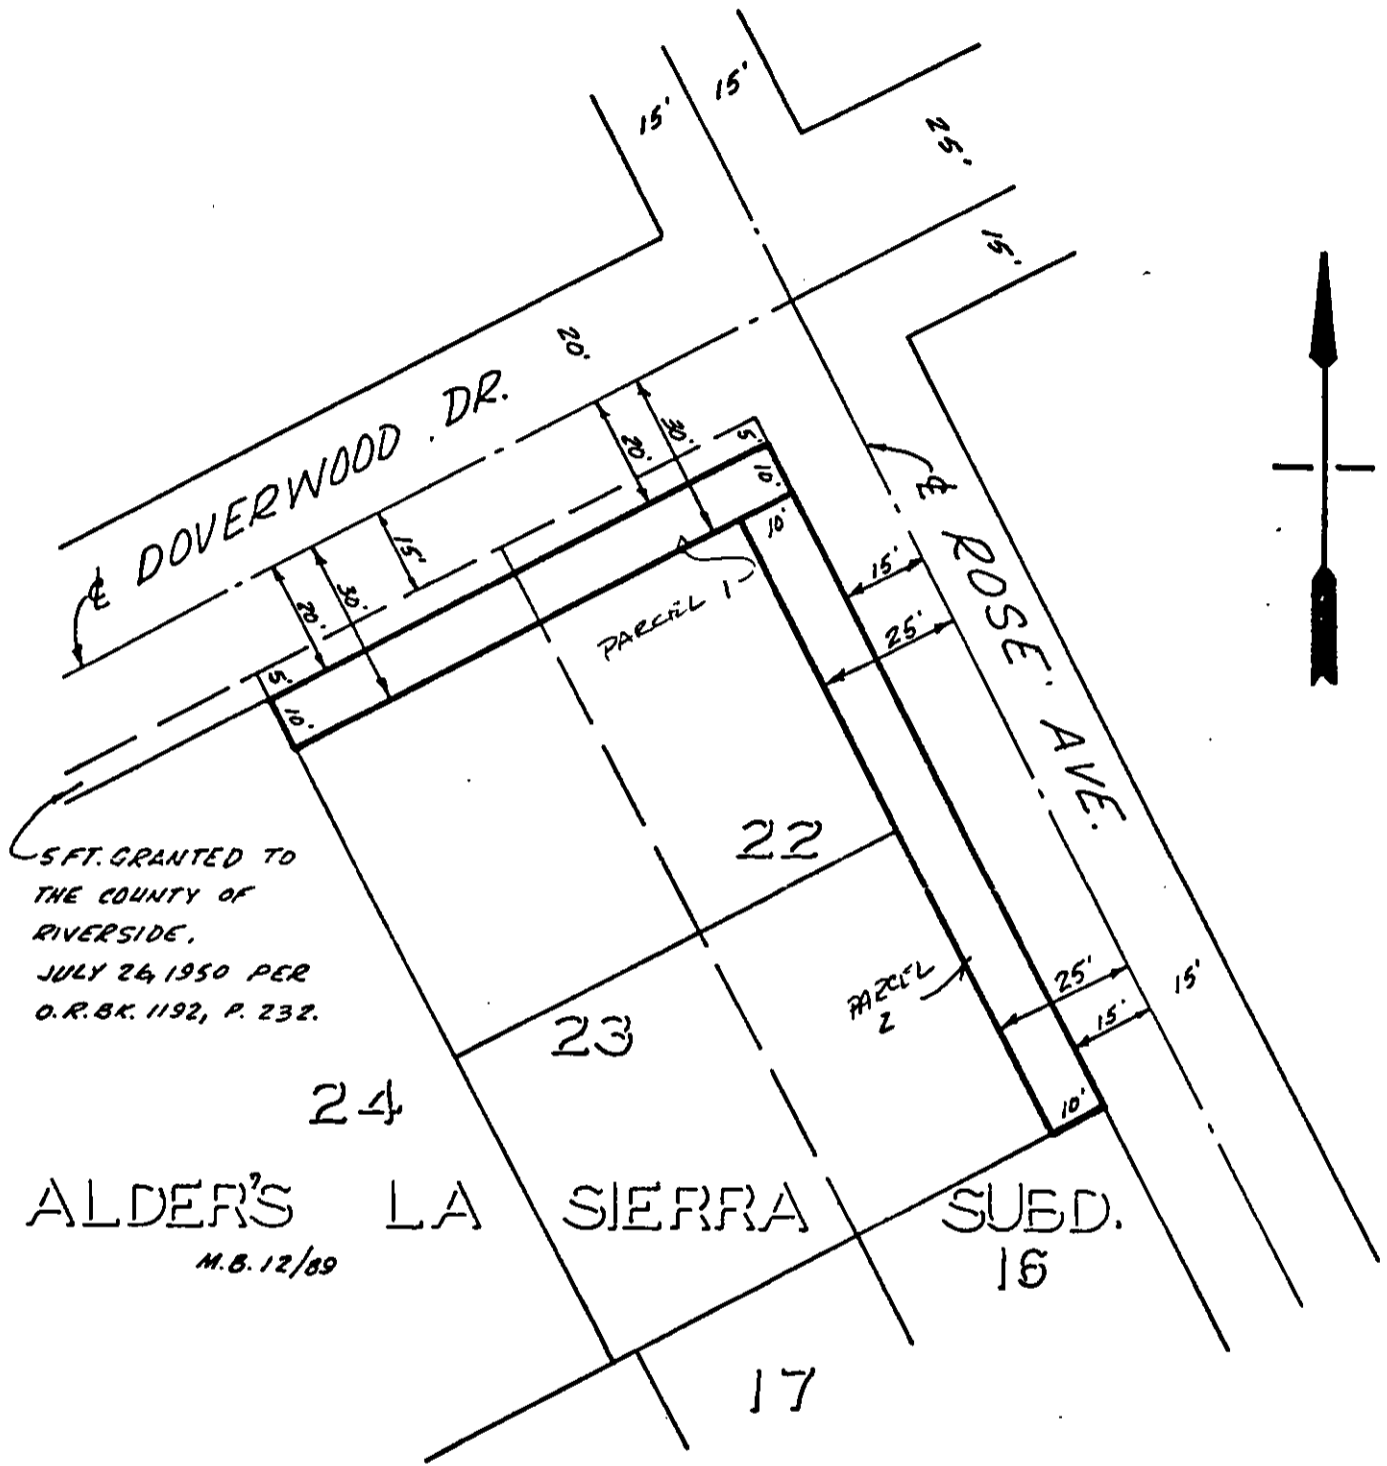 15'
15'
25'
15'
20'
℄ DOVERWOOD DR.
20'
30'
5'
10'
10'
15'
20'
30'
5'
10'
PARCEL 1
℄ ROSE AVE.
15'
25'
22
5 FT. GRANTED TO
THE COUNTY OF
RIVERSIDE.
JULY 26, 1950 PER
O.R. BK. 1192, P. 232.
PARCEL
2
25'
15'
15'
10'
23
24
ALDER'S LA SIERRA SUBD.
M.B. 12/89
16
17